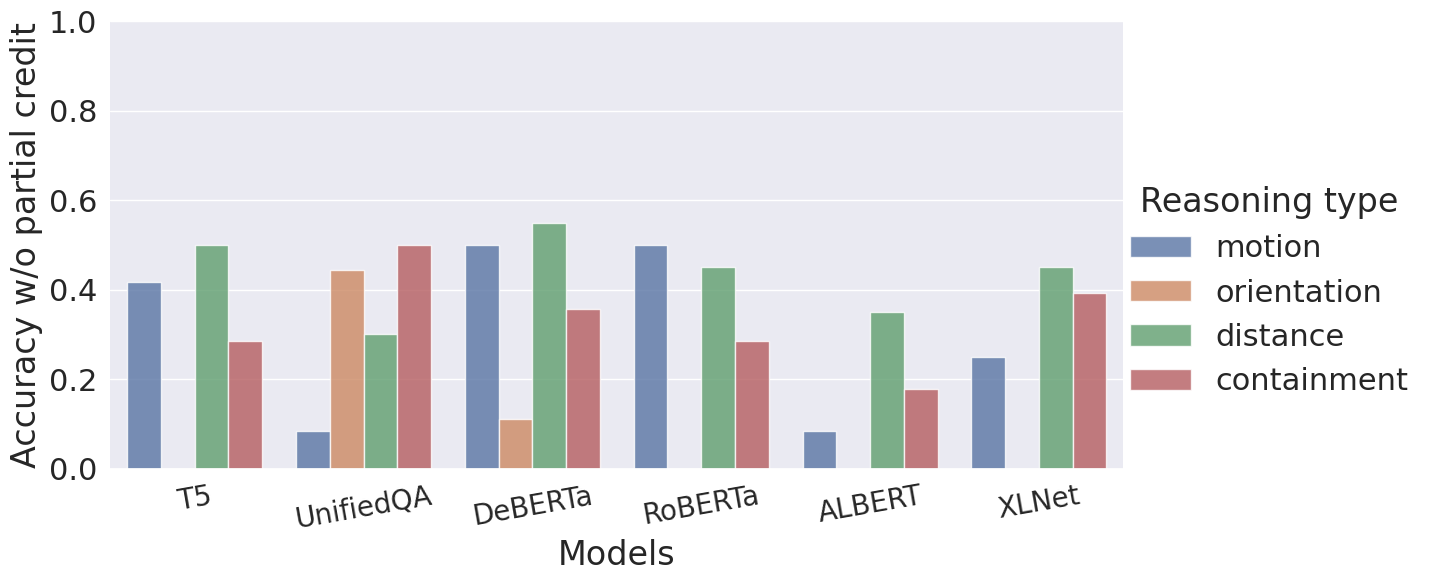 Accuracy w/o partial credit
1.0
0.8
0.6
0.4
0.2
0.0
T5
UnifiedQA
DeBERTa
RoBERTa
ALBERT
XLNet
Models
Reasoning type
motion
orientation
distance
containment